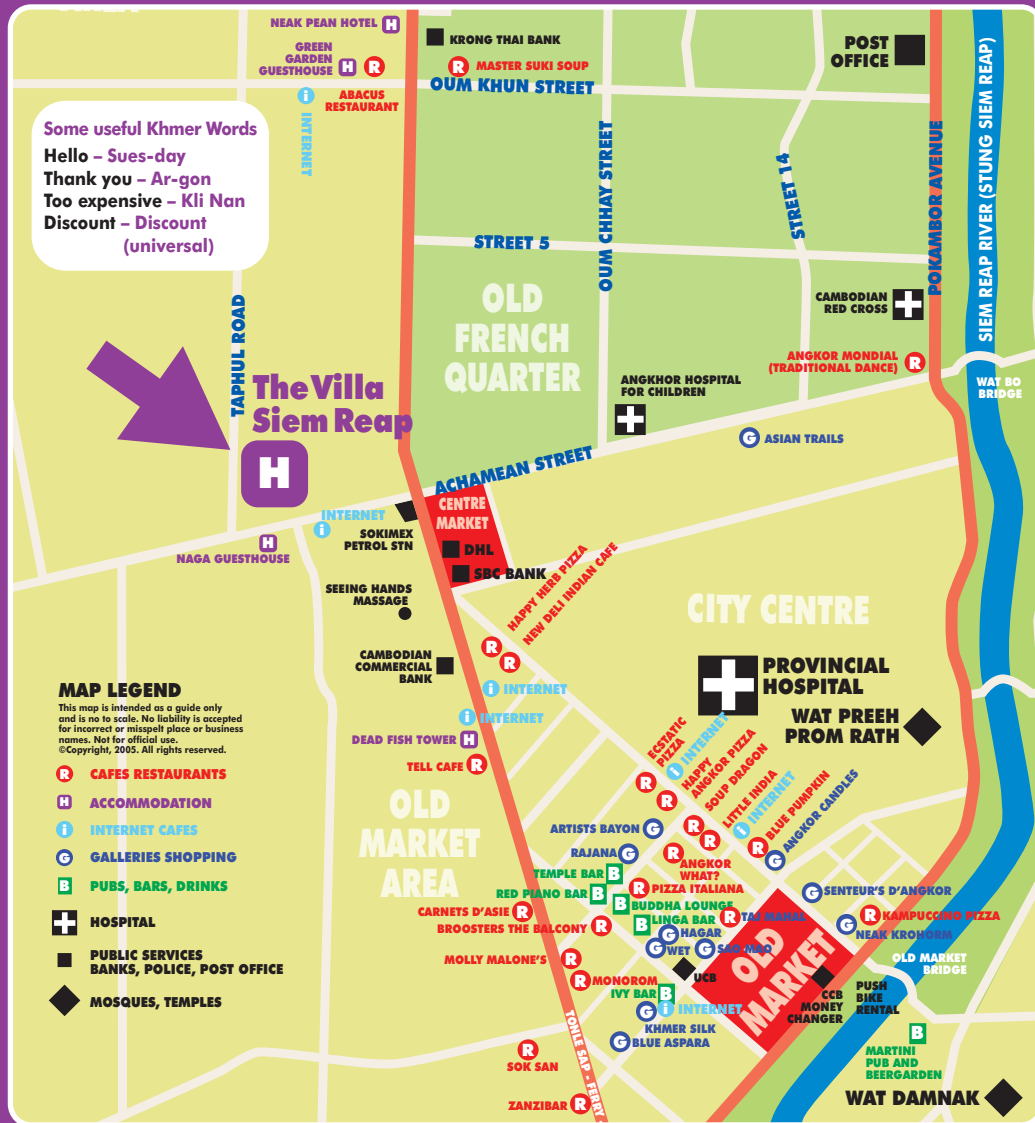 NEAK PEAN HOTEL H
KRONG THAI BANK
GREEN
GARDEN
GUESTHOUSE H R
R MASTER SUKI SOUP
ABACUS
RESTAURANT
i
INTERNET
OUM KHUN STREET
POST
OFFICE
Some useful Khmer Words
Hello – Sues-day
Thank you – Ar-gon
Too expensive – Kli Nan
Discount – Discount
(universal)
OUM CHHAY STREET
STREET 14
POKAMBOR AVENUE
SIEM REAP RIVER (STUNG SIEM REAP)
STREET 5
TAPHUL ROAD
OLD
FRENCH
QUARTER
CAMBODIAN
RED CROSS
ANGKOR MONDIAL
(TRADITIONAL DANCE) R
WAT BO
BRIDGE
The Villa
Siem Reap
H
ANGKHOR HOSPITAL
FOR CHILDREN
G ASIAN TRAILS
ACHAMEAN STREET
CENTRE
MARKET
DHL
SBC BANK
INTERNET
i
SOKIMEX
PETROL STN
H
NAGA GUESTHOUSE
SEEING HANDS
MASSAGE
HAPPY HERB PIZZA
NEW DELI INDIAN CAFE
R
R
CITY CENTRE
CAMBODIAN
COMMERCIAL
BANK
i INTERNET
i INTERNET
DEAD FISH TOWER H
TELL CAFE R
PROVINCIAL
HOSPITAL
WAT PREEH
PROM RATH
MAP LEGEND
This map is intended as a guide only
and is no to scale. No liability is accepted
for incorrect or misspelt place or business
names. Not for official use.
©Copyright, 2005. All rights reserved.
R CAFES RESTAURANTS
H ACCOMMODATION
i INTERNET CAFES
G GALLERIES SHOPPING
B PUBS, BARS, DRINKS
HOSPITAL
PUBLIC SERVICES
BANKS, POLICE, POST OFFICE
MOSQUES, TEMPLES
OLD
MARKET
AREA
ECSTATIC
PIZZA
R
i INTERNET
HAPPY
ANGKOR PIZZA
R
SOUP DRAGON
R
LITTLE INDIA
R
i INTERNET
R BLUE PUMPKIN
G ANGKOR CANDLES
ARTISTS BAYON G
RAJANA G
R ANGKOR
WHAT?
TEMPLE BAR B
R PIZZA ITALIANA
RED PIANO BAR B
B BUDDHA LOUNGE
CARNETS D'ASIE R
B LINGA BAR
R TAJ MAHAL
G SENTEUR'S D'ANGKOR
R KAMPUCCINO PIZZA
G NEAK KROHORM
BROOSTERS THE BALCONY R
G HAGAR
G WET
G SAO MAO
MOLLY MALONE'S R
UCB
OLD
MARKET
OLD MARKET
BRIDGE
R MONOROM
IVY BAR B
G i INTERNET
KHMER SILK
G BLUE ASPARA
CCB
MONEY
CHANGER
PUSH
BIKE
RENTAL
B
MARTINI
PUB AND
BEERGARDEN
R
SOK SAN
TONLE SAP - FERRY
ZANZIBAR R
WAT DAMNAK